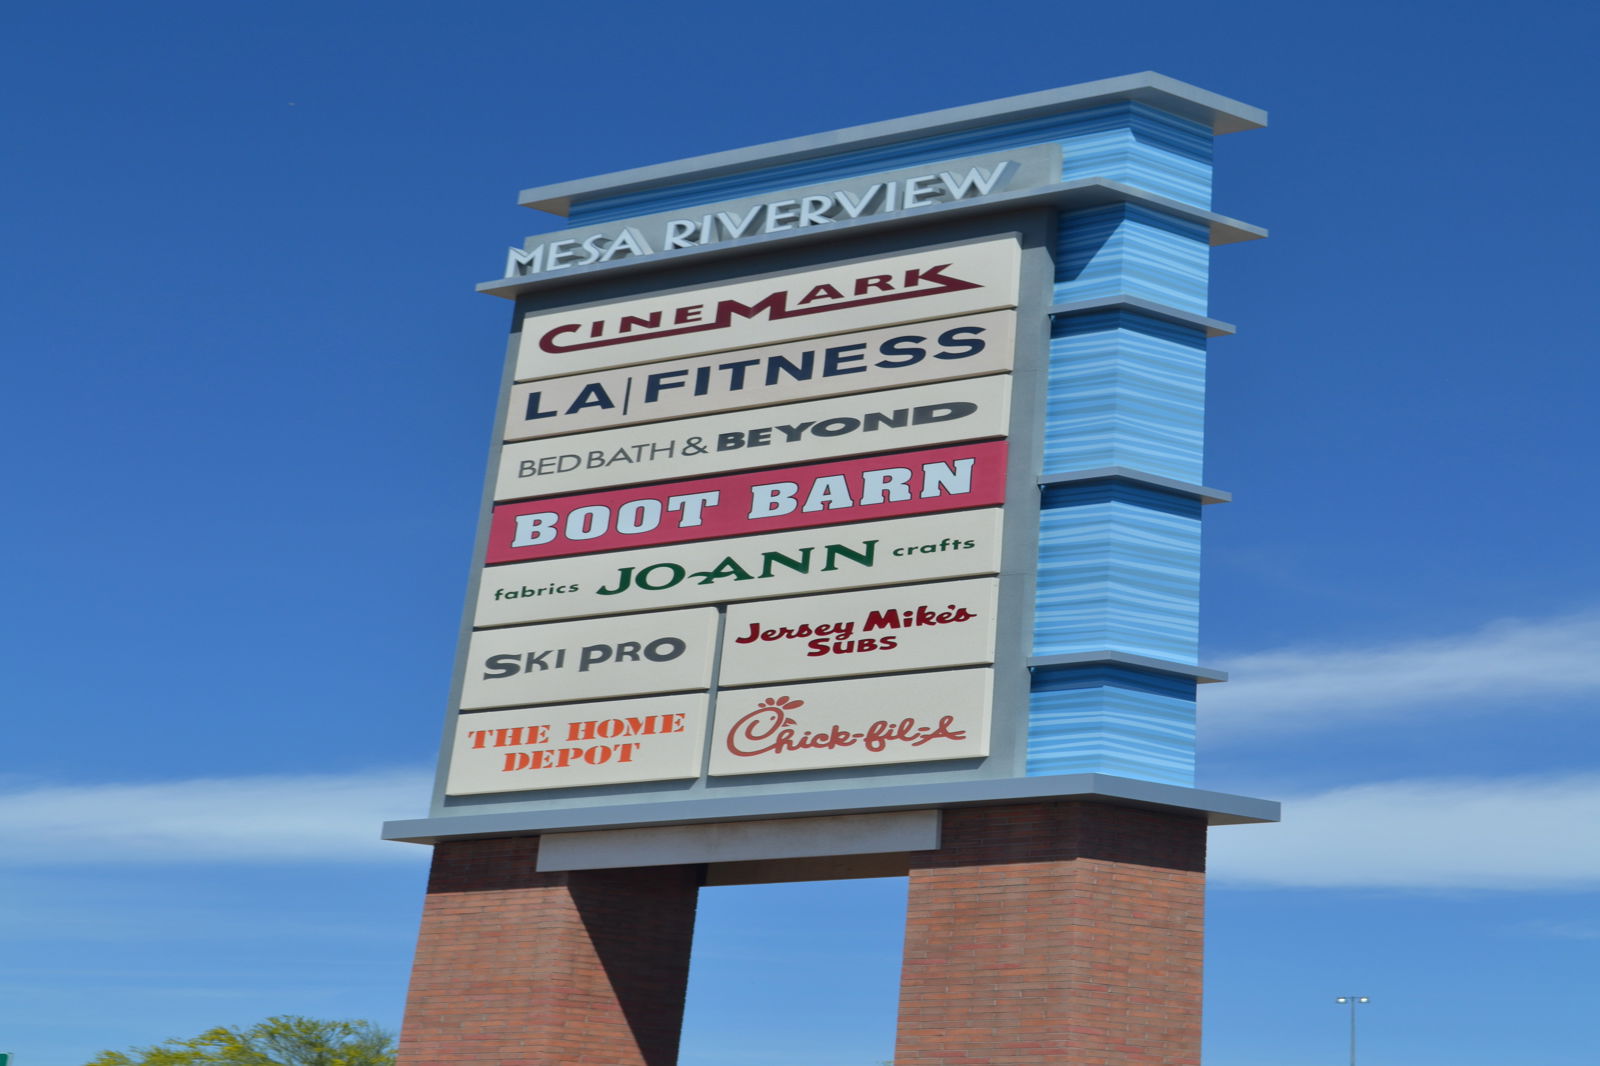 MESA RIVERVIEW
CINEMARK
LA|FITNESS
BED BATH & BEYOND
BOOT BARN
fabrics JO-ANN crafts
SKI PRO
Jersey Mike's
SUBS
THE HOME
DEPOT
Chick-fil-A